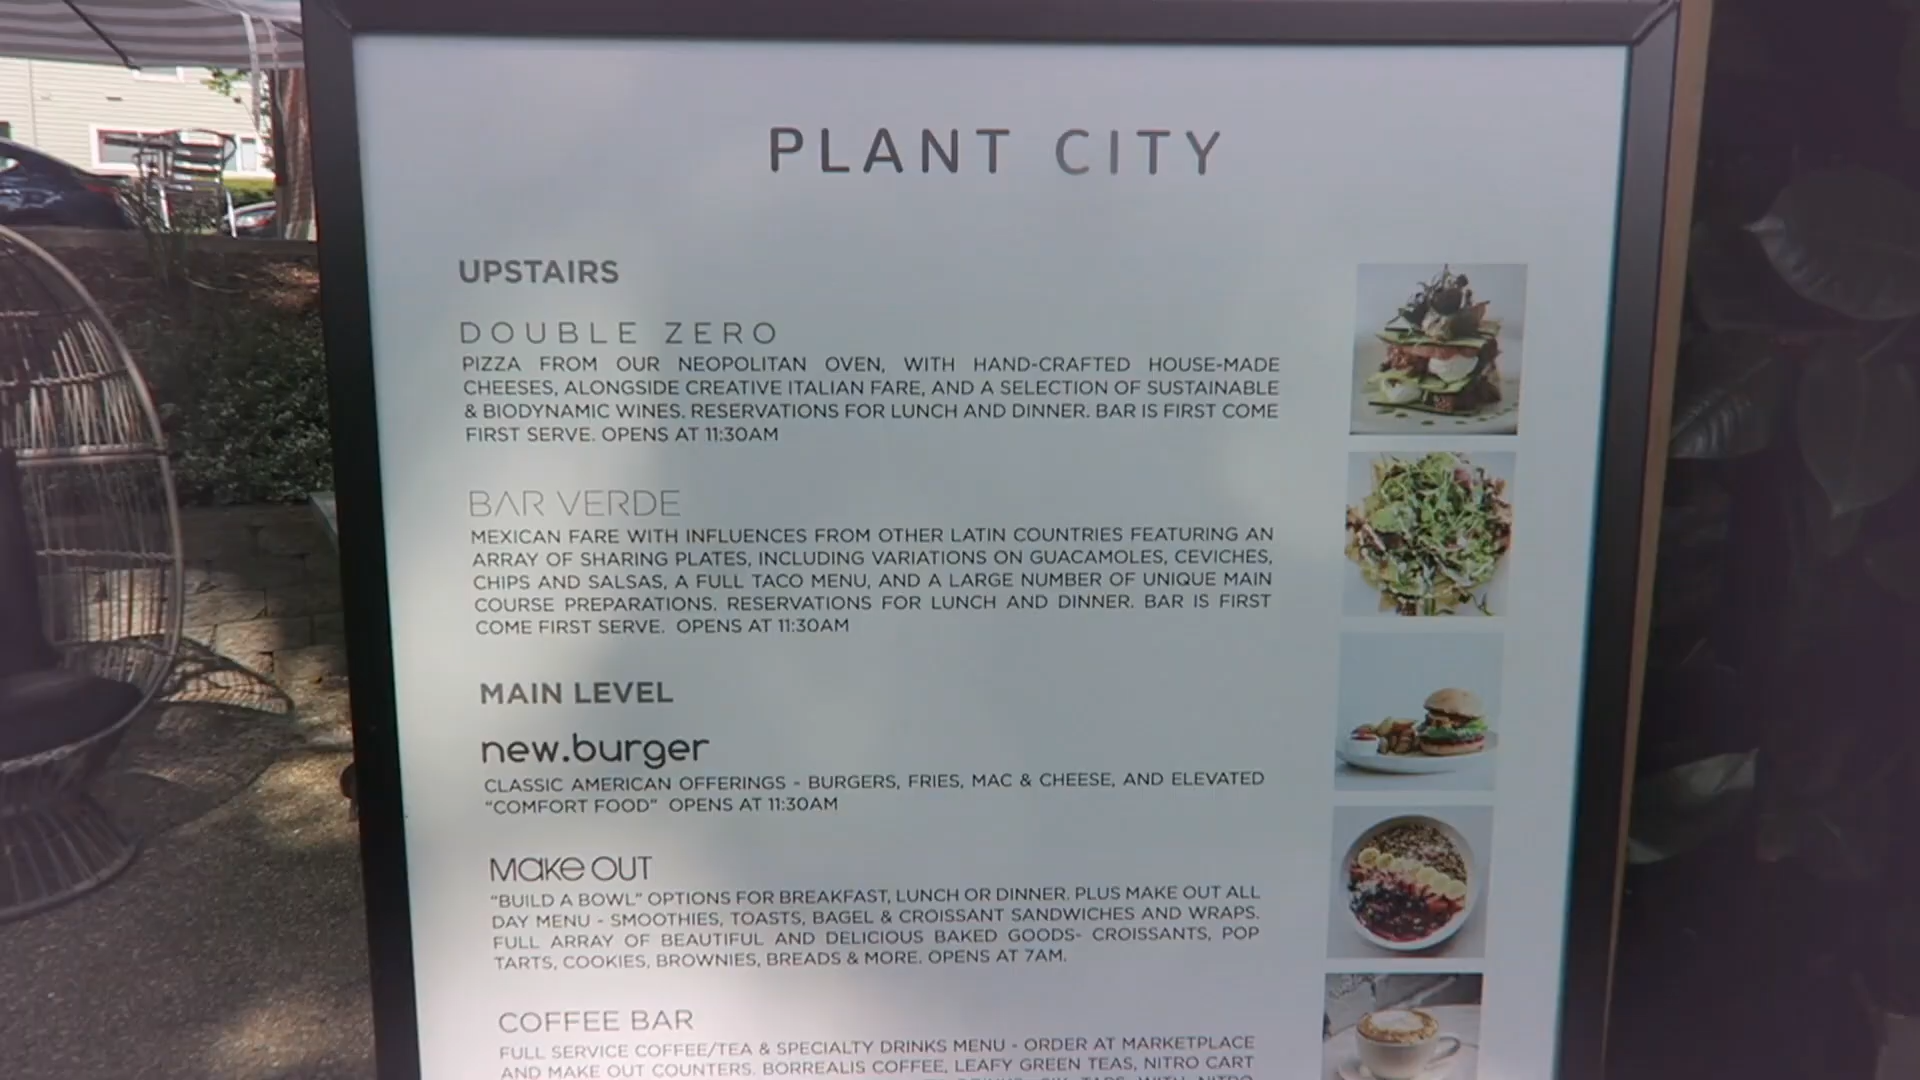 PLANT CITY
UPSTAIRS
DOUBLE ZERO
PIZZA FROM OUR NEOPOLITAN OVEN, WITH HAND-CRAFTED HOUSE-MADE
CHEESES, ALONGSIDE CREATIVE ITALIAN FARE, AND A SELECTION OF SUSTAINABLE
& BIODYNAMIC WINES. RESERVATIONS FOR LUNCH AND DINNER. BAR IS FIRST COME
FIRST SERVE. OPENS AT 11:30AM
BAR VERDE
MEXICAN FARE WITH INFLUENCES FROM OTHER LATIN COUNTRIES FEATURING AN
ARRAY OF SHARING PLATES, INCLUDING VARIATIONS ON GUACAMOLES, CEVICHES,
CHIPS AND SALSAS, A FULL TACO MENU, AND A LARGE NUMBER OF UNIQUE MAIN
COURSE PREPARATIONS. RESERVATIONS FOR LUNCH AND DINNER. BAR IS FIRST
COME FIRST SERVE. OPENS AT 11:30AM
MAIN LEVEL
new.burger
CLASSIC AMERICAN OFFERINGS - BURGERS, FRIES, MAC & CHEESE, AND ELEVATED
"COMFORT FOOD" OPENS AT 11:30AM
Make OUT
"BUILD A BOWL" OPTIONS FOR BREAKFAST, LUNCH OR DINNER. PLUS MAKE OUT ALL
DAY MENU - SMOOTHIES, TOASTS, BAGEL & CROISSANT SANDWICHES AND WRAPS.
FULL ARRAY OF BEAUTIFUL AND DELICIOUS BAKED GOODS- CROISSANTS, POP
TARTS, COOKIES, BROWNIES, BREADS & MORE. OPENS AT 7AM.
COFFEE BAR
FULL SERVICE COFFEE/TEA & SPECIALTY DRINKS MENU - ORDER AT MARKETPLACE
AND MAKE OUT COUNTERS. BORREALIS COFFEE, LEAFY GREEN TEAS, NITRO CART